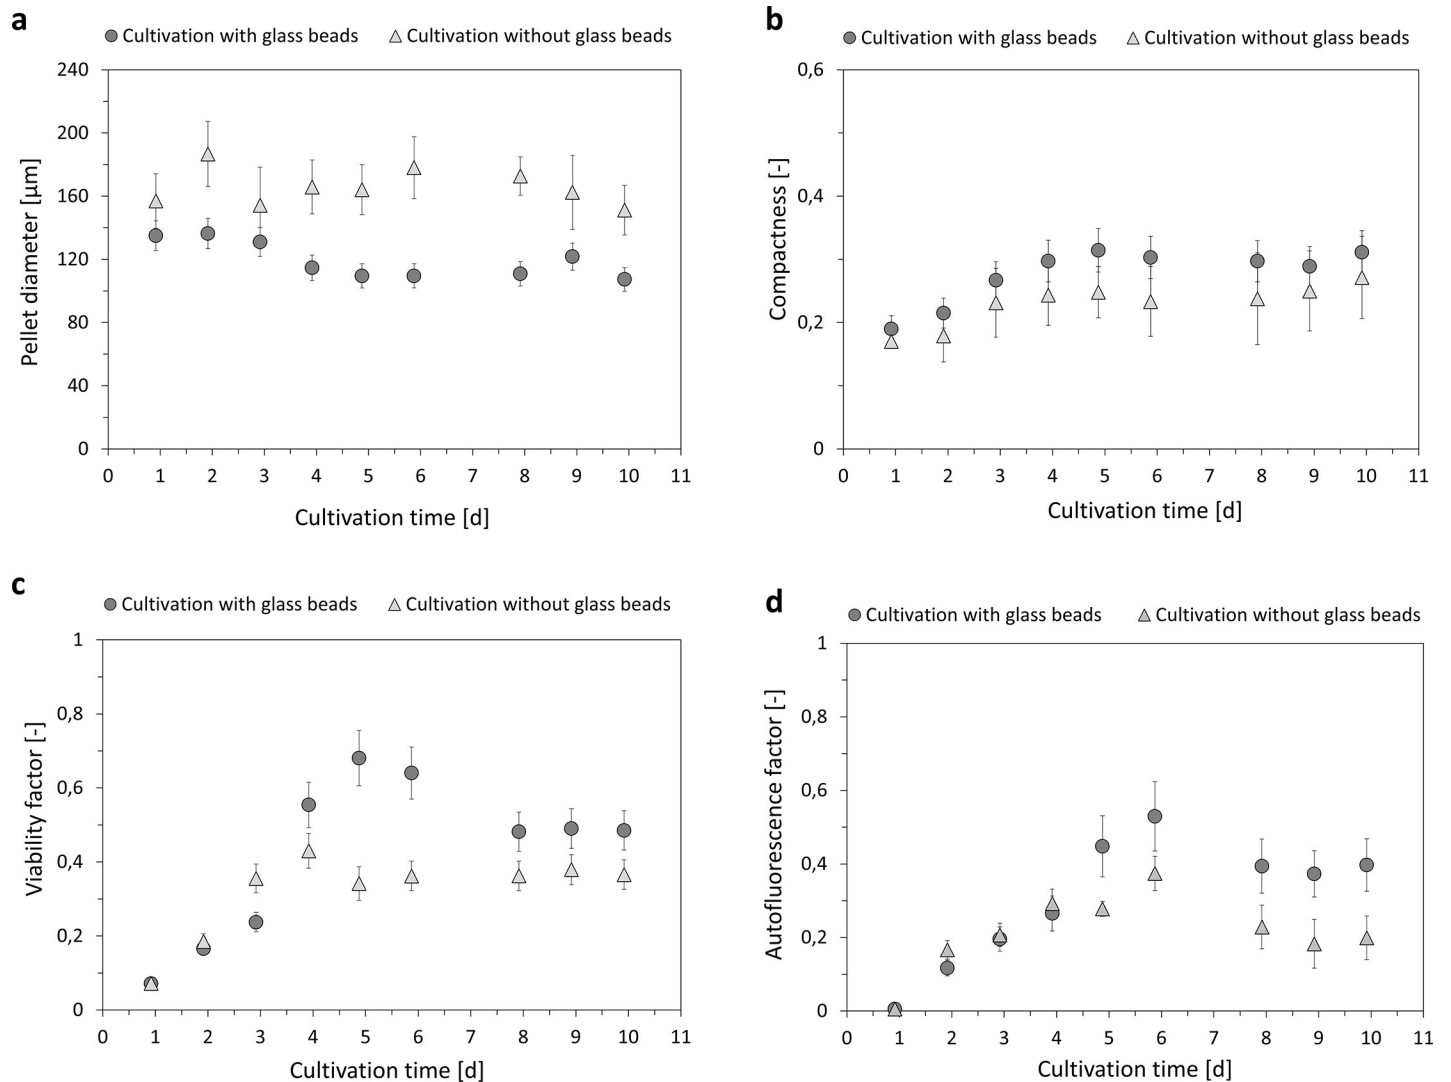 a
Cultivation with glass beads Cultivation without glass beads
240
200
160
120
80
40
0
Pellet diameter [µm]
0 1 2 3 4 5 6 7 8 9 10 11
Cultivation time [d]
b
Cultivation with glass beads Cultivation without glass beads
0,6
0,4
0,2
0
Compactness [-]
0 1 2 3 4 5 6 7 8 9 10 11
Cultivation time [d]
c
Cultivation with glass beads Cultivation without glass beads
1
0,8
0,6
0,4
0,2
0
Viability factor [-]
0 1 2 3 4 5 6 7 8 9 10 11
Cultivation time [d]
d
Cultivation with glass beads Cultivation without glass beads
1
0,8
0,6
0,4
0,2
0
Autofluorescence factor [-]
0 1 2 3 4 5 6 7 8 9 10 11
Cultivation time [d]